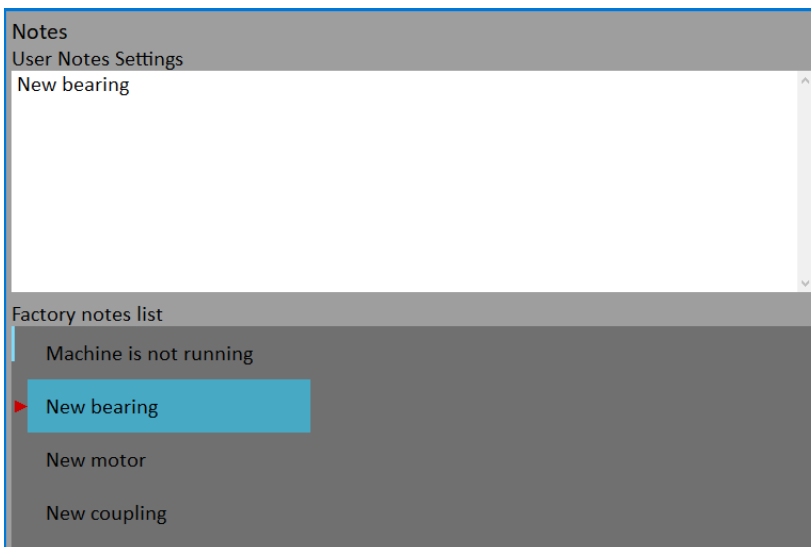 Notes
User Notes Settings
New bearing
Factory notes list
Machine is not running
New bearing
New motor
New coupling